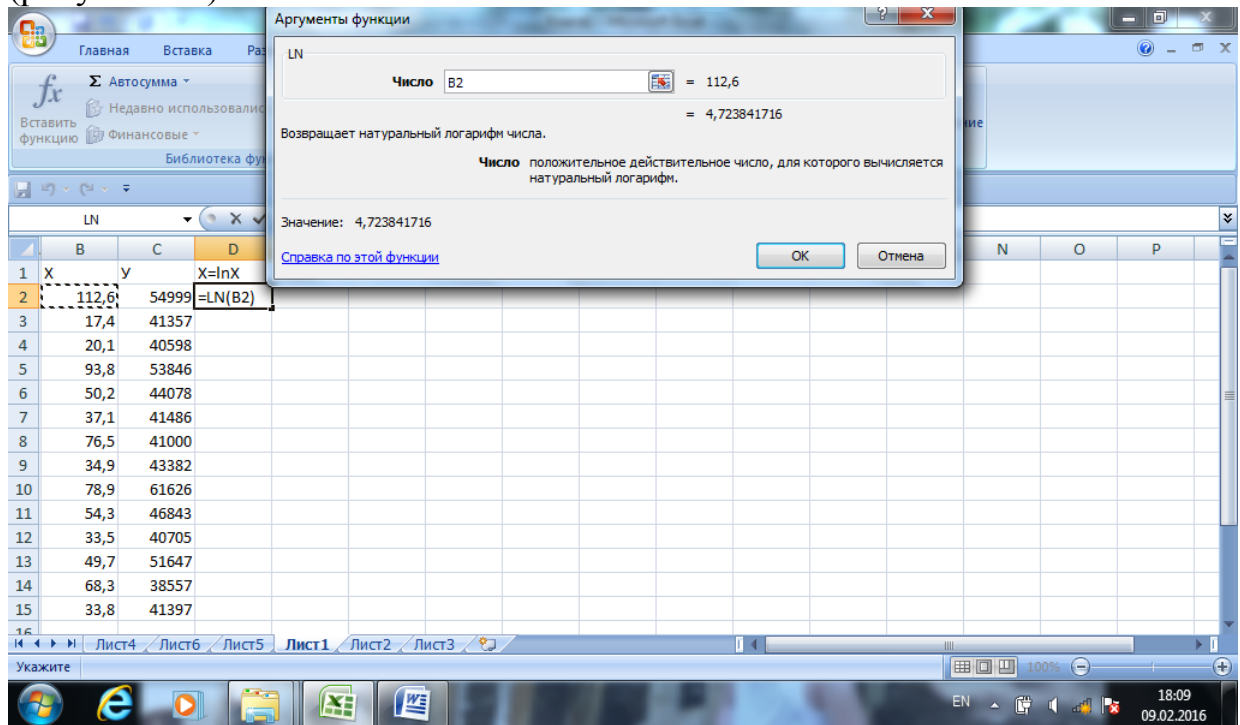 Аргументы функции
Главная Вставка
Σ Автосумма
Недавно
Вставить функцию
Финансовые
Библиотека
LN
Число B2 = 112,6
= 4,723841716
Возвращает натуральный логарифм числа.
Число положительное действительное число, для которого вычисляется
натуральный логарифм.
Значение: 4,723841716
Справка по этой функции
ОК Отмена
LN
B C D N O P
1 X У X=lnX
2 112,6 54999 =LN(B2)
3 17,4 41357
4 20,1 40598
5 93,8 53846
6 50,2 44078
7 37,1 41486
8 76,5 41000
9 34,9 43382
10 78,9 61626
11 54,3 46843
12 33,5 40705
13 49,7 51647
14 68,3 38557
15 33,8 41397
Лист4 Лист6 Лист5 Лист1 Лист2 Лист3
Укажите 100%
EN 18:09
09.02.2016